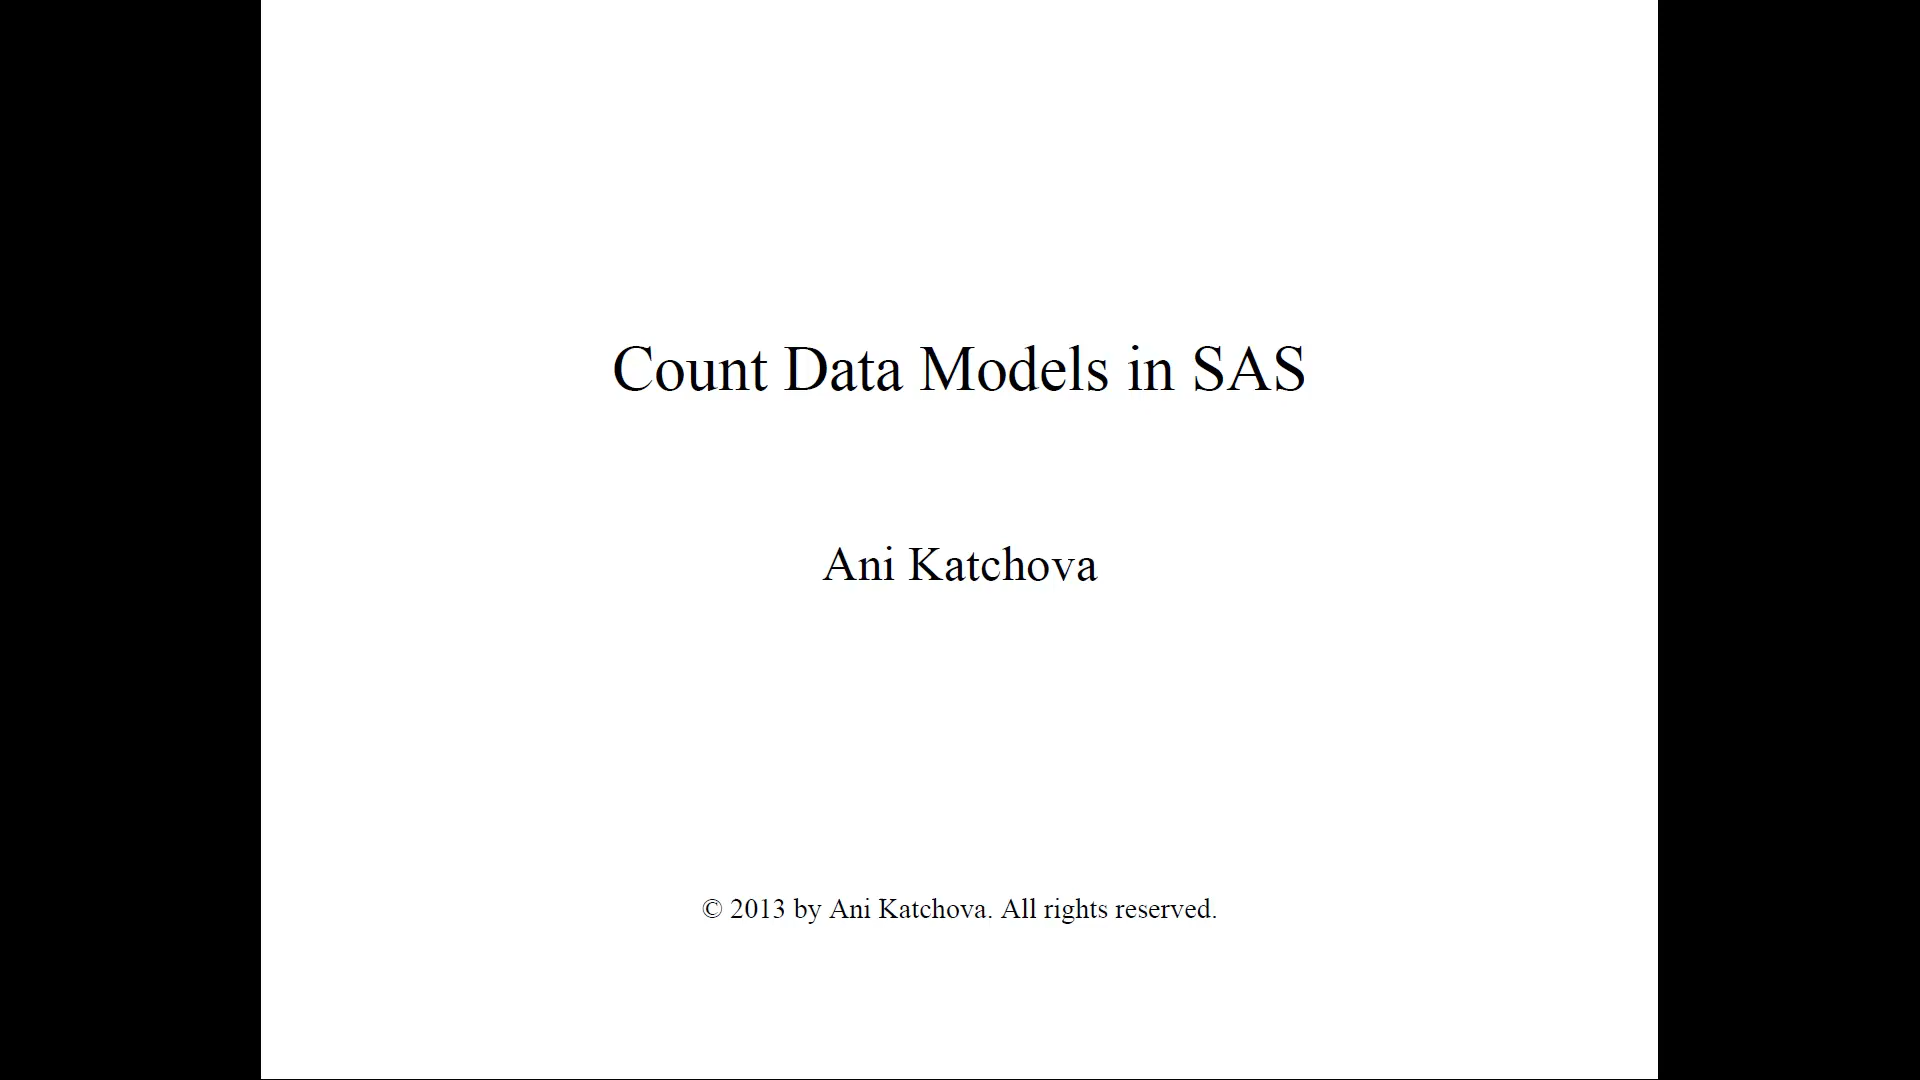 Count Data Models in SAS
Ani Katchova
© 2013 by Ani Katchova. All rights reserved.